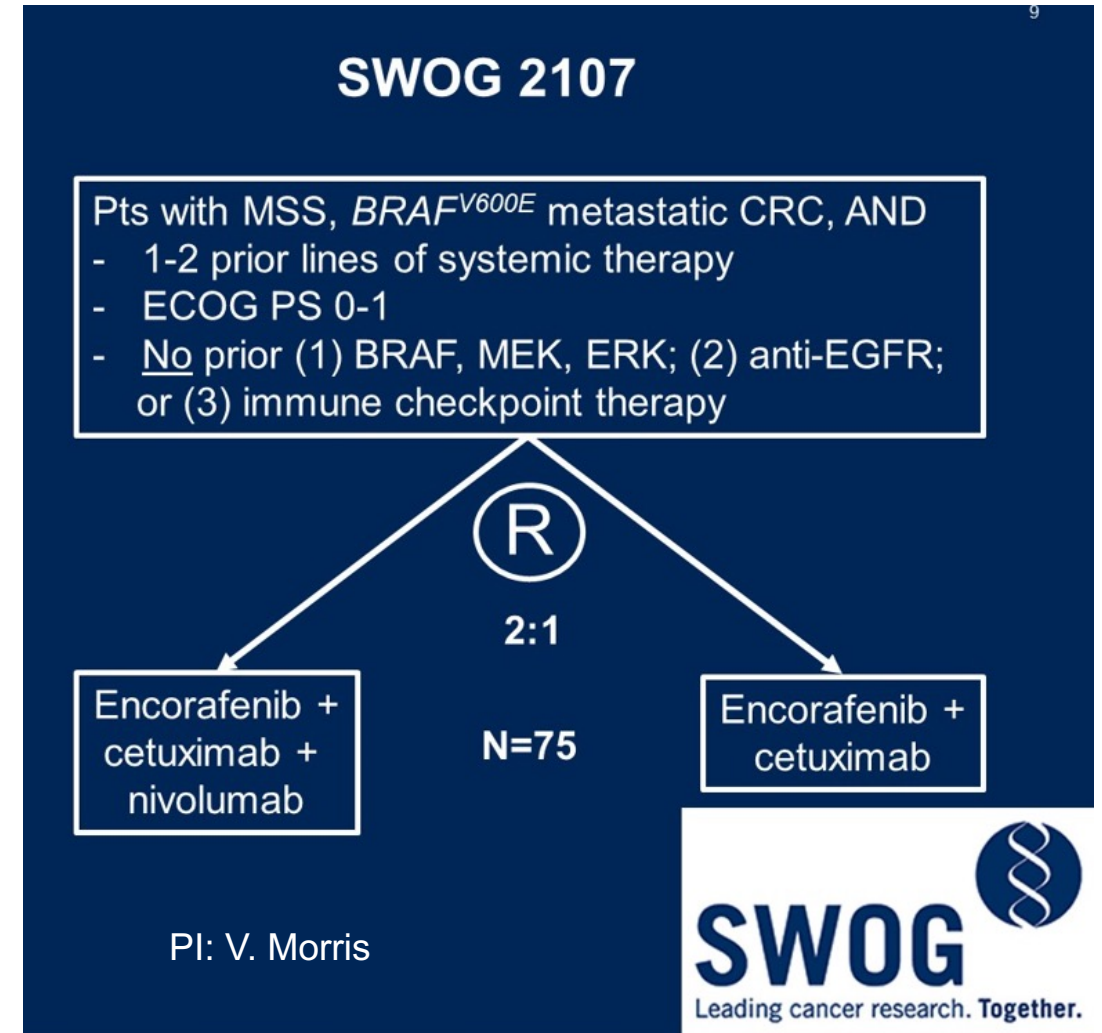 9
SWOG 2107
Pts with MSS, BRAF^V600E metastatic CRC, AND
- 1-2 prior lines of systemic therapy
- ECOG PS 0-1
- No prior (1) BRAF, MEK, ERK; (2) anti-EGFR;
or (3) immune checkpoint therapy
R
2:1
N=75
Encorafenib +
cetuximab +
nivolumab
Encorafenib +
cetuximab
PI: V. Morris
SWOG
Leading cancer research. Together.